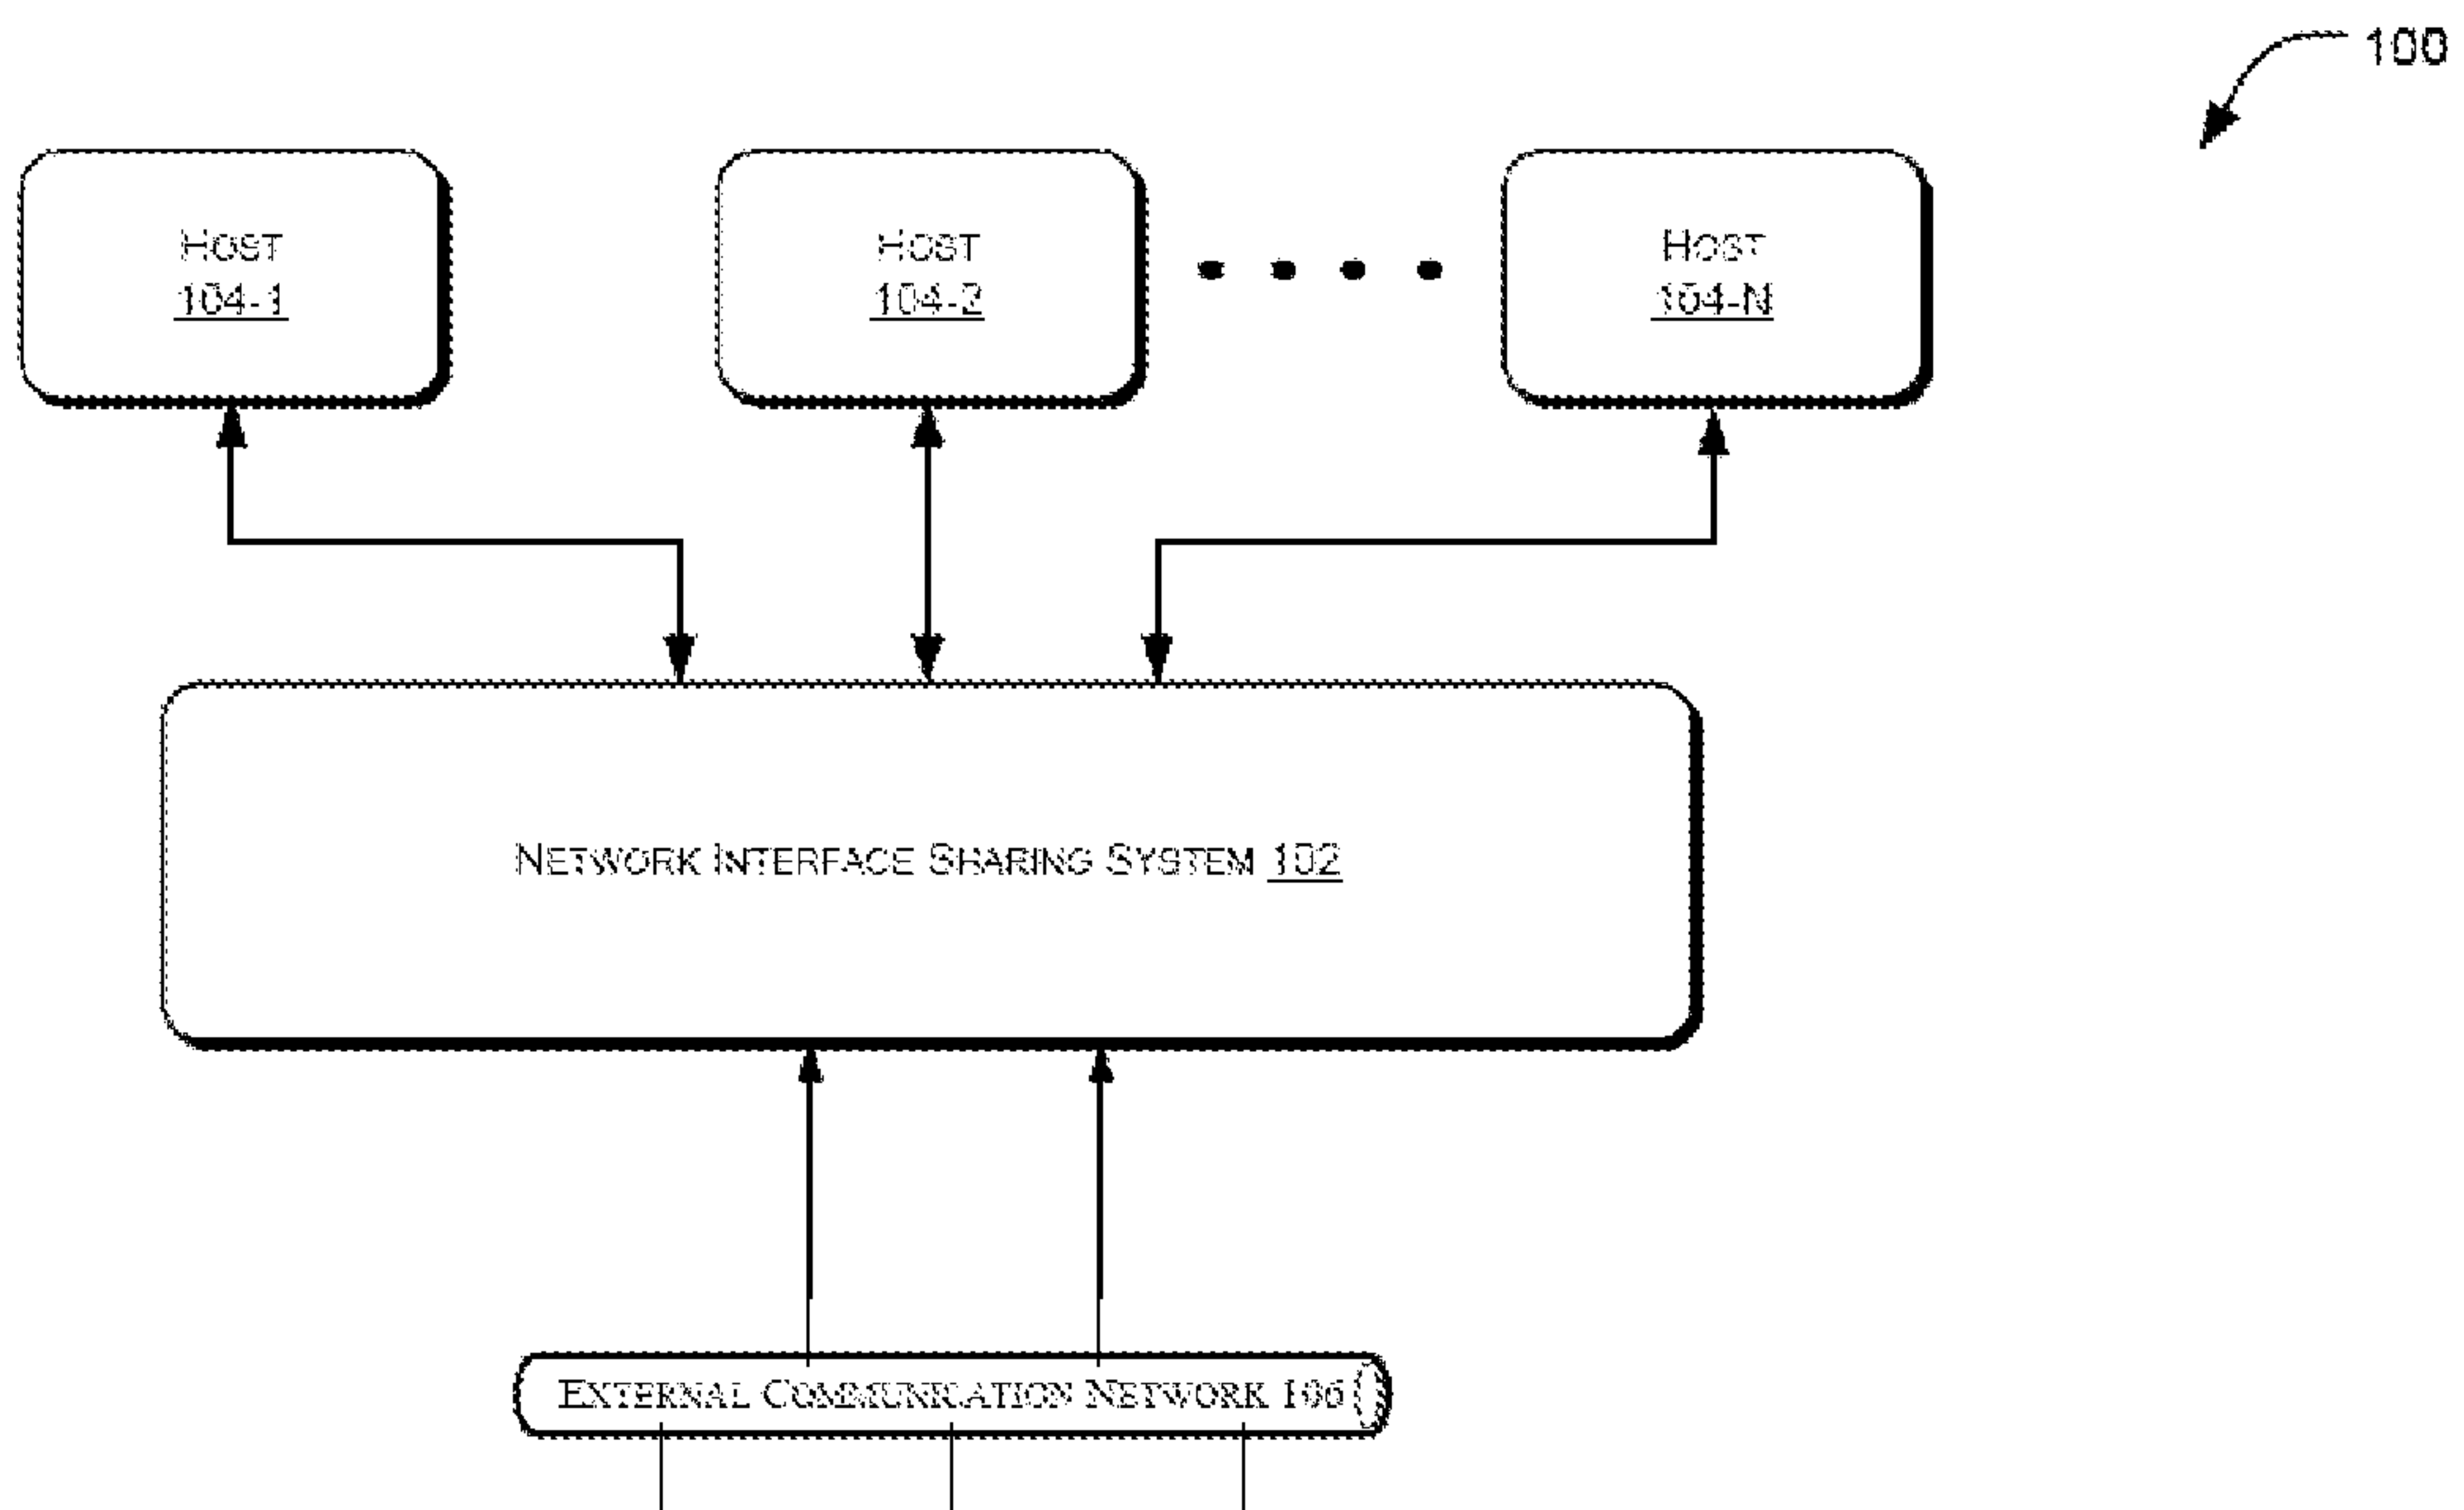 100
HOST
104-1
HOST
104-2
HOST
104-N
NETWORK INTERFACE SHARING SYSTEM 102
EXTERNAL COMMUNICATION NETWORK 106